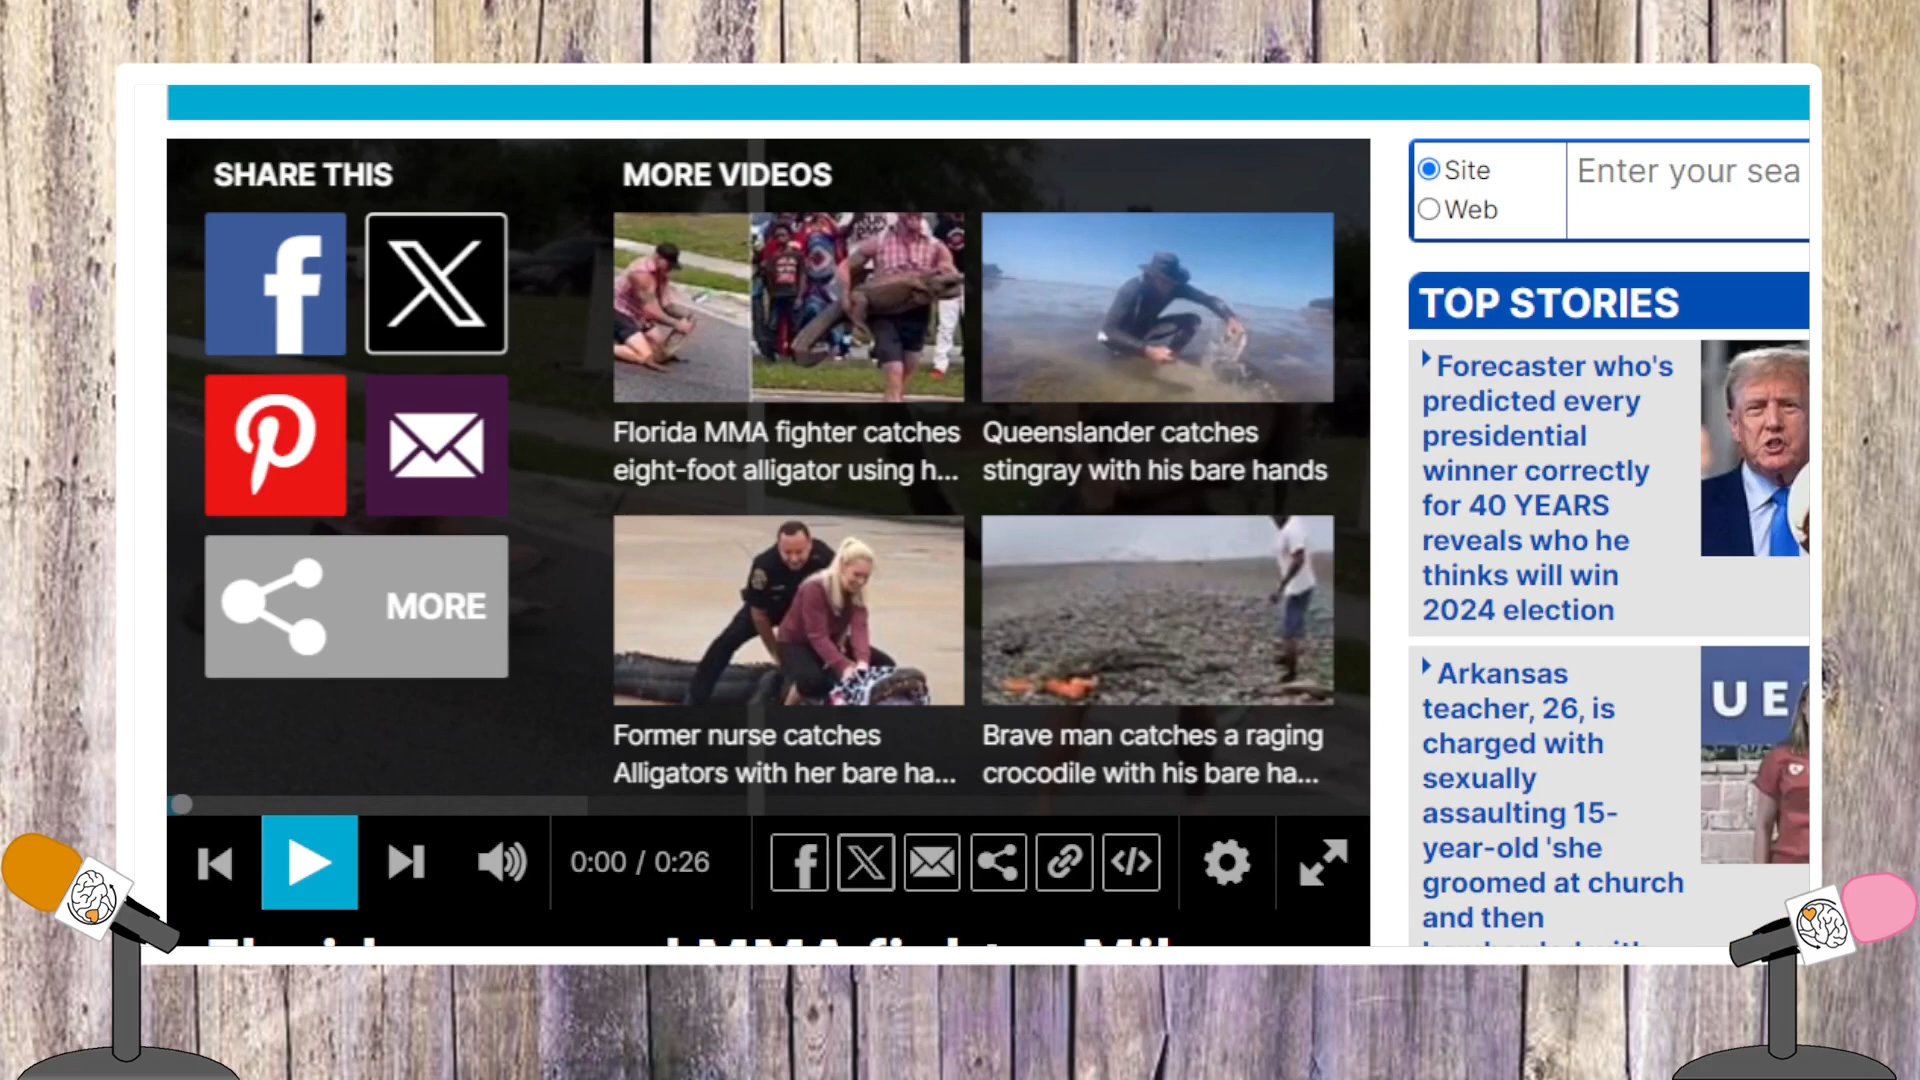 SHARE THIS
MORE VIDEOS
Florida MMA fighter catches
eight-foot alligator using h...
Queenslander catches
stingray with his bare hands
MORE
Former nurse catches
Alligators with her bare ha...
Brave man catches a raging
crocodile with his bare ha...
0:00 / 0:26
Site
Web
Enter your sea
TOP STORIES
Forecaster who's
predicted every
presidential
winner correctly
for 40 YEARS
reveals who he
thinks will win
2024 election
Arkansas
teacher, 26, is
charged with
sexually
assaulting 15-
year-old 'she
groomed at church
and then
UE